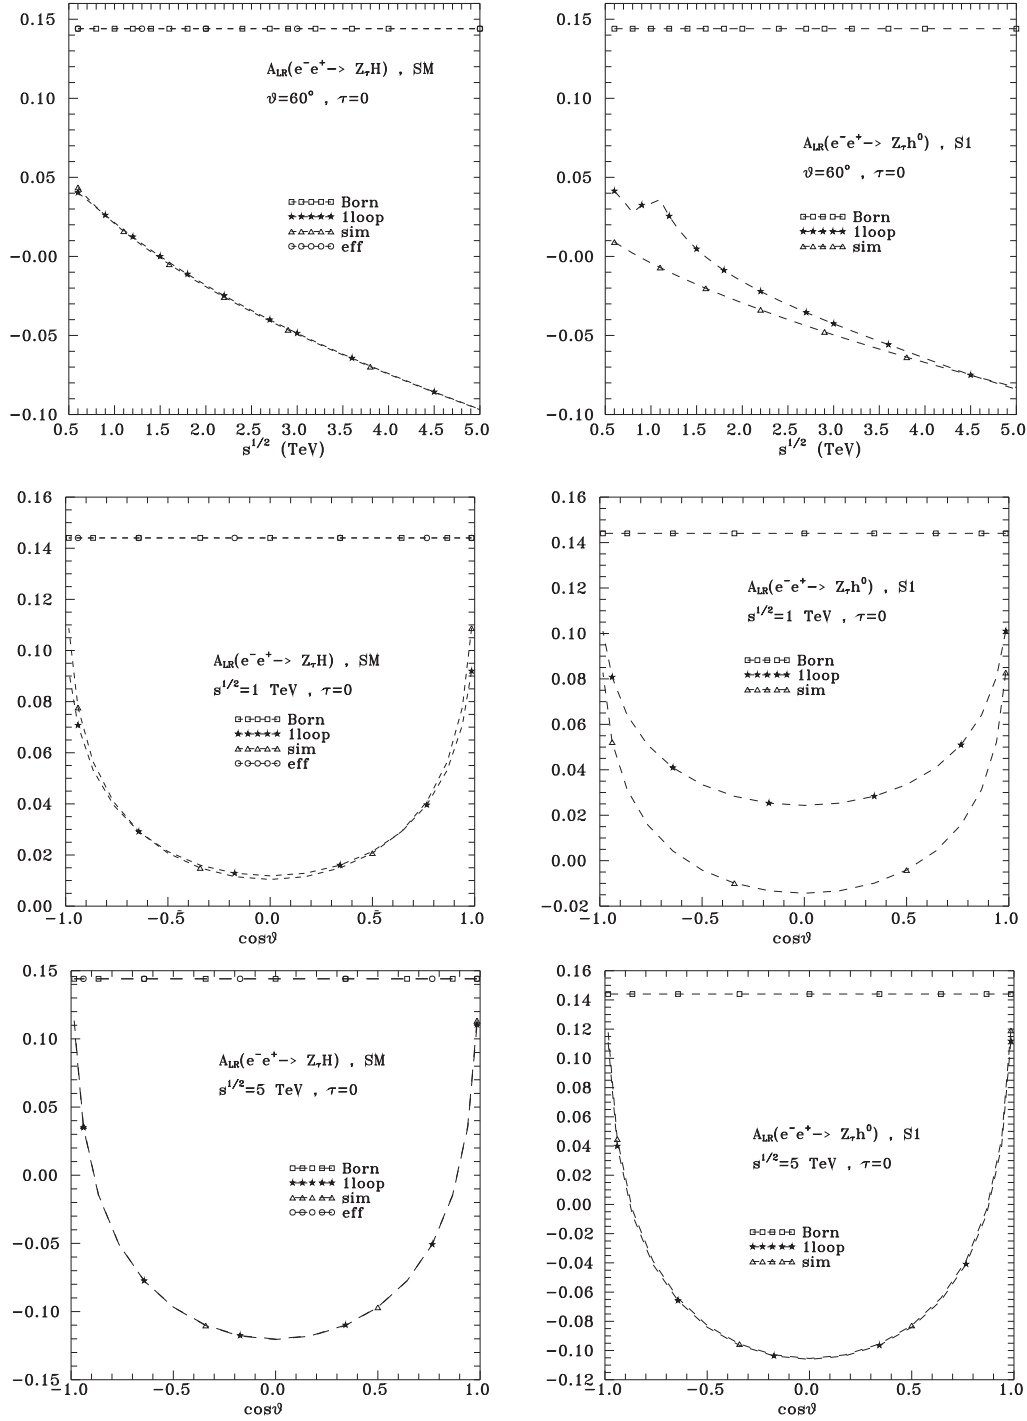 0.15
0.10
0.05
−0.00
−0.05
−0.10
0.5 1.0 1.5 2.0 2.5 3.0 3.5 4.0 4.5 5.0
s^{1/2} (TeV)
A_{LR}(e⁻e⁺−> Z_τH) , SM
ϑ=60° , τ=0
Born
1loop
sim
eff
0.15
0.10
0.05
−0.00
−0.05
−0.10
0.5 1.0 1.5 2.0 2.5 3.0 3.5 4.0 4.5 5.0
s^{1/2} (TeV)
A_{LR}(e⁻e⁺−> Z_τh⁰) , S1
ϑ=60° , τ=0
Born
1loop
sim
0.16
0.14
0.12
0.10
0.08
0.06
0.04
0.02
0.00
−1.0 −0.5 0.0 0.5 1.0
cosϑ
A_{LR}(e⁻e⁺−> Z_τH) , SM
s^{1/2}=1 TeV , τ=0
Born
1loop
sim
eff
0.16
0.14
0.12
0.10
0.08
0.06
0.04
0.02
0.00
−0.02
−1.0 −0.5 0.0 0.5 1.0
cosϑ
A_{LR}(e⁻e⁺−> Z_τh⁰) , S1
s^{1/2}=1 TeV , τ=0
Born
1loop
sim
0.15
0.10
0.05
0.00
−0.05
−0.10
−0.15
−1.0 −0.5 0.0 0.5 1.0
cosϑ
A_{LR}(e⁻e⁺−> Z_τH) , SM
s^{1/2}=5 TeV , τ=0
Born
1loop
sim
eff
0.16
0.14
0.12
0.10
0.08
0.06
0.04
0.02
0.00
−0.02
−0.04
−0.06
−0.08
−0.10
−0.12
−1.0 −0.5 0.0 0.5 1.0
cosϑ
A_{LR}(e⁻e⁺−> Z_τh⁰) , S1
s^{1/2}=5 TeV , τ=0
Born
1loop
sim